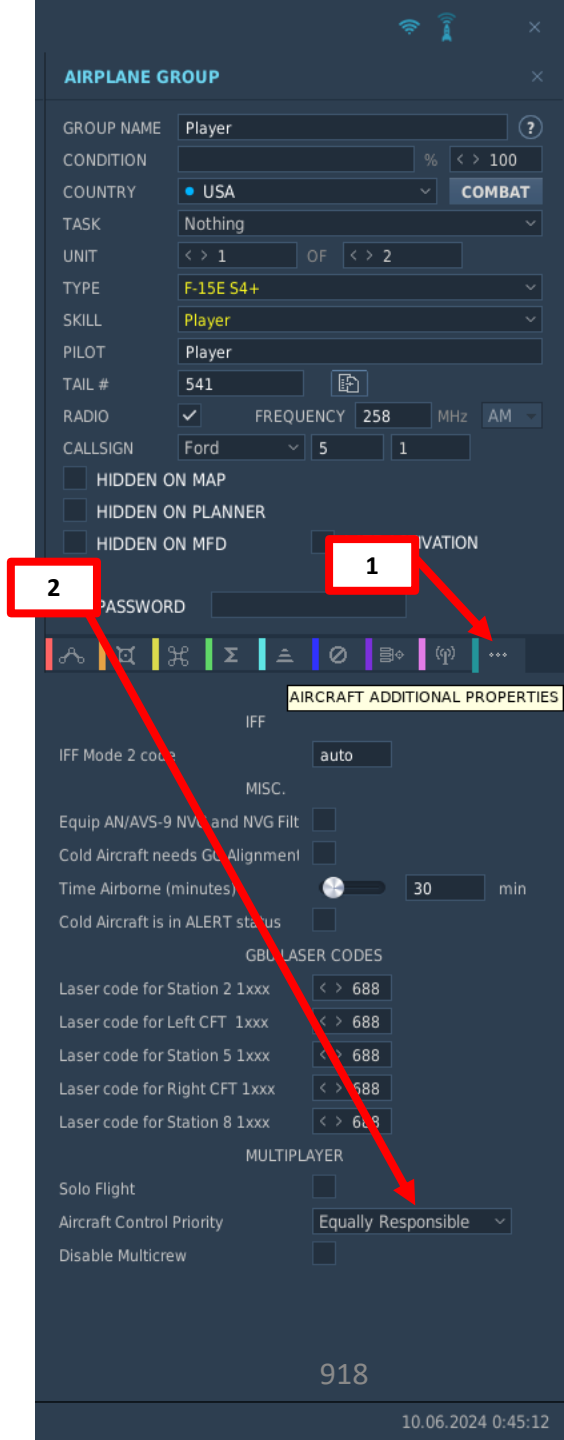 AIRPLANE GROUP
GROUP NAME Player ?
CONDITION % < > 100
COUNTRY USA COMBAT
TASK Nothing
UNIT < > 1 OF < > 2
TYPE F-15E S4+
SKILL Player
PILOT Player
TAIL # 541
RADIO FREQUENCY 258 MHz AM
CALLSIGN Ford 5 1
HIDDEN ON MAP
HIDDEN ON PLANNER
HIDDEN ON MFD VATION
1
2
PASSWORD
AIRCRAFT ADDITIONAL PROPERTIES
IFF
IFF Mode 2 code auto
MISC.
Equip AN/AVS-9 NVG and NVG Filt
Cold Aircraft needs GC Alignment
Time Airborne (minutes) 30 min
Cold Aircraft is in ALERT status
GBU LASER CODES
Laser code for Station 2 1xxx < > 688
Laser code for Left CFT 1xxx < > 688
Laser code for Station 5 1xxx < > 688
Laser code for Right CFT 1xxx < > 688
Laser code for Station 8 1xxx < > 688
MULTIPLAYER
Solo Flight
Aircraft Control Priority Equally Responsible
Disable Multicrew
918
10.06.2024 0:45:12